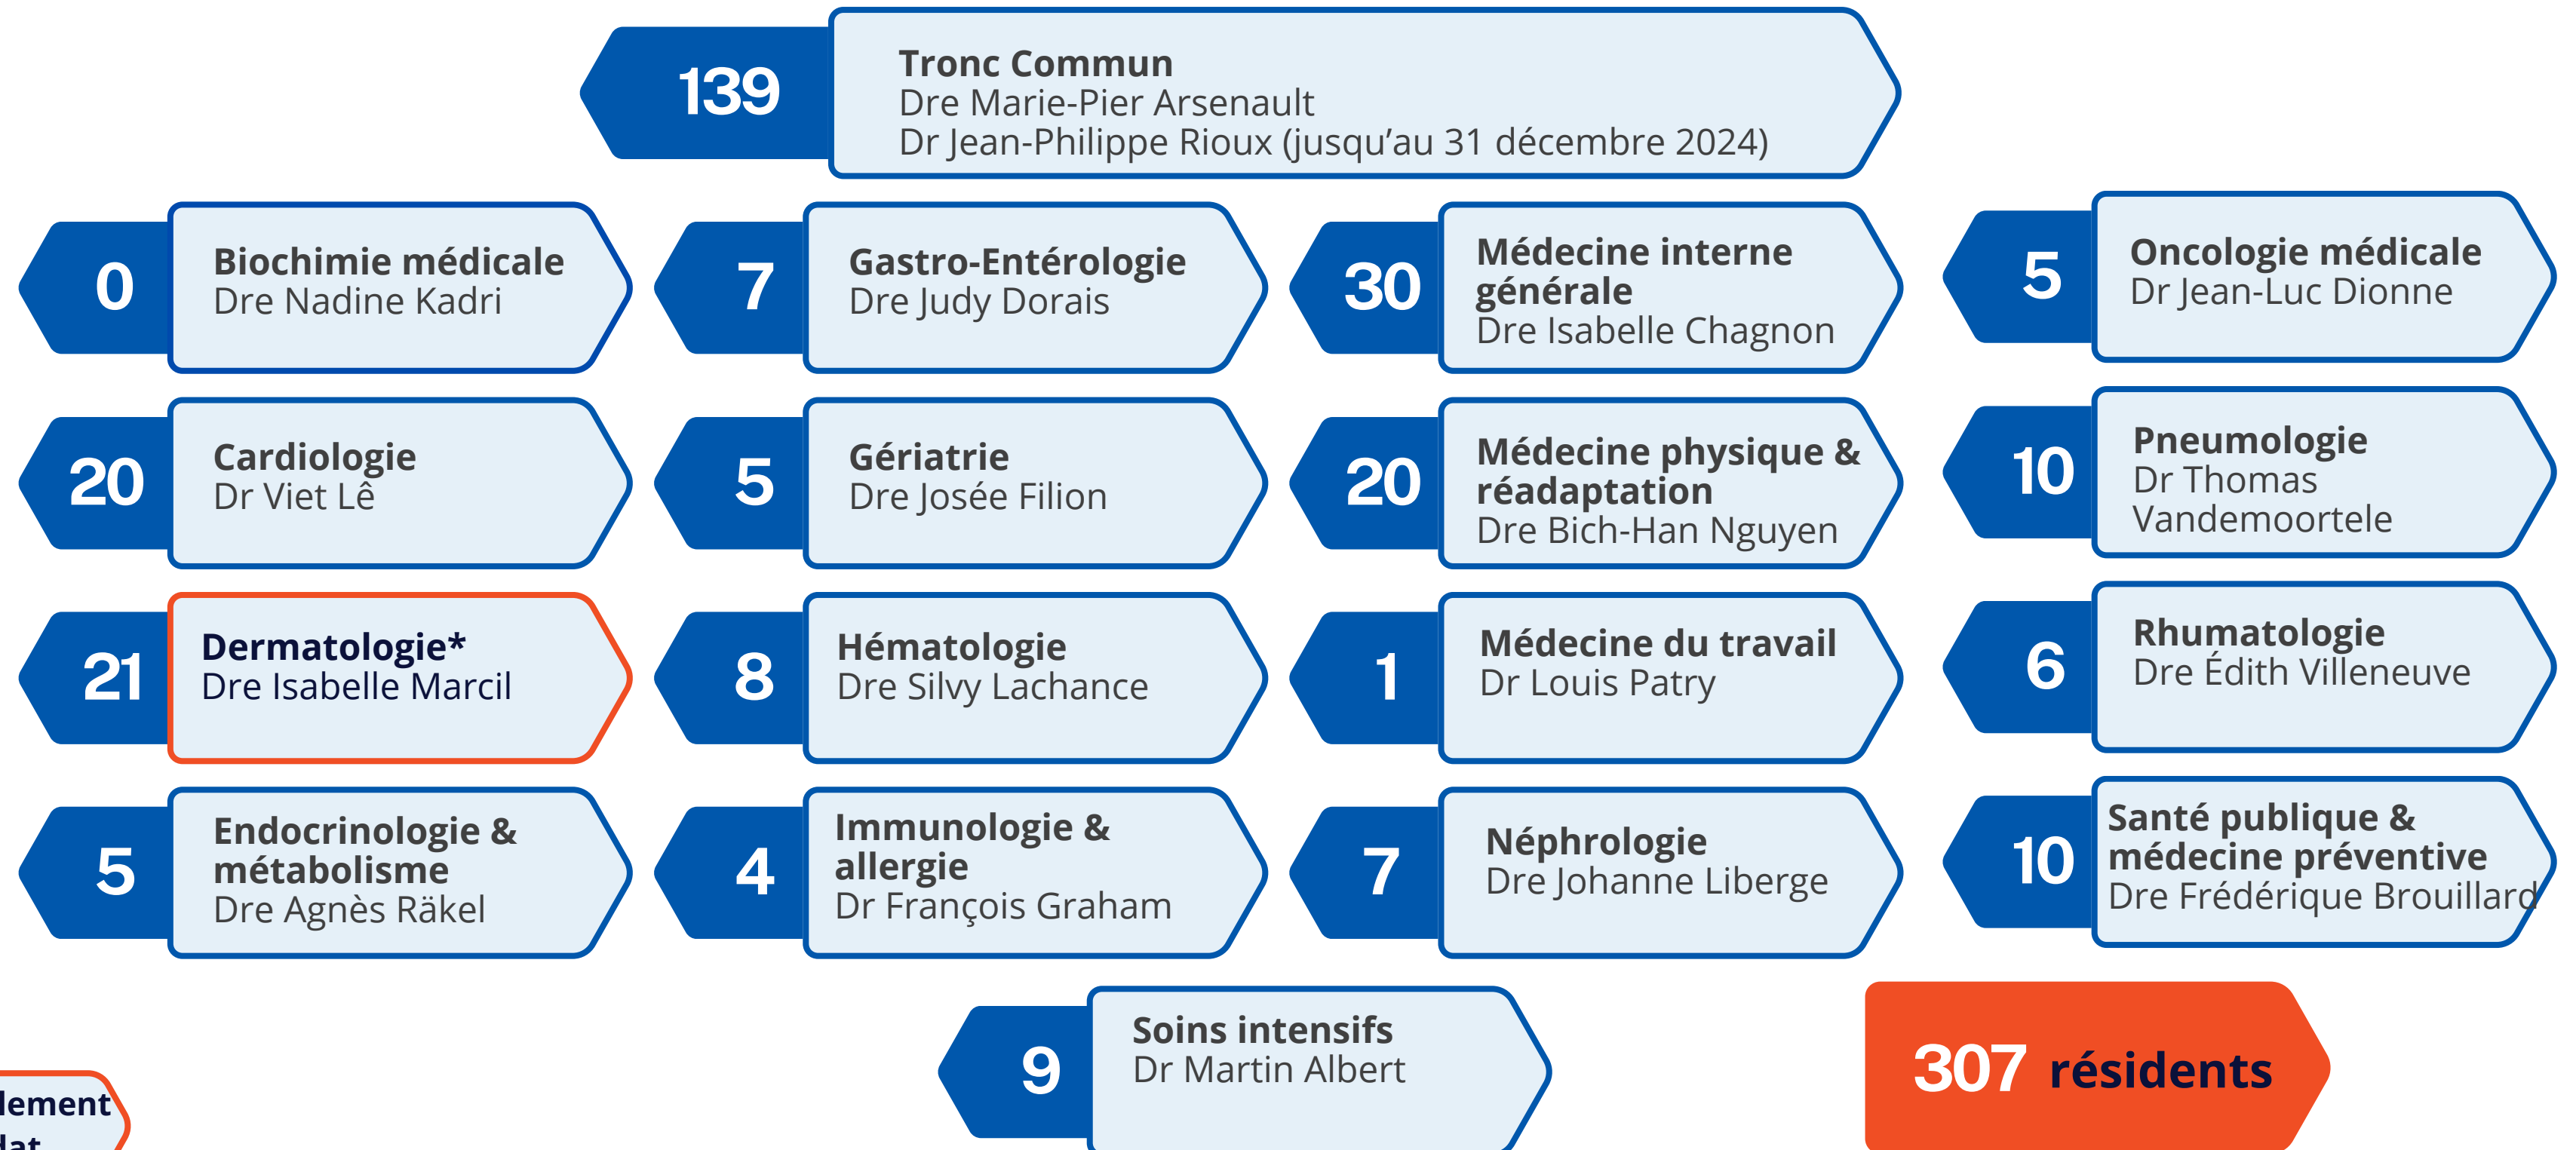 139
Tronc Commun
Dre Marie-Pier Arsenault
Dr Jean-Philippe Rioux (jusqu’au 31 décembre 2024)
0
Biochimie médicale
Dre Nadine Kadri
7
Gastro-Entérologie
Dre Judy Dorais
30
Médecine interne
générale
Dre Isabelle Chagnon
5
Oncologie médicale
Dr Jean-Luc Dionne
20
Cardiologie
Dr Viet Lê
5
Gériatrie
Dre Josée Filion
20
Médecine physique &
réadaptation
Dre Bich-Han Nguyen
10
Pneumologie
Dr Thomas
Vandemoortele
21
Dermatologie*
Dre Isabelle Marcil
8
Hématologie
Dre Silvy Lachance
1
Médecine du travail
Dr Louis Patry
6
Rhumatologie
Dre Édith Villeneuve
5
Endocrinologie &
métabolisme
Dre Agnès Räkel
4
Immunologie &
allergie
Dr François Graham
7
Néphrologie
Dre Johanne Liberge
10
Santé publique &
médecine préventive
Dre Frédérique Brouillard
9
Soins intensifs
Dr Martin Albert
307 résidents